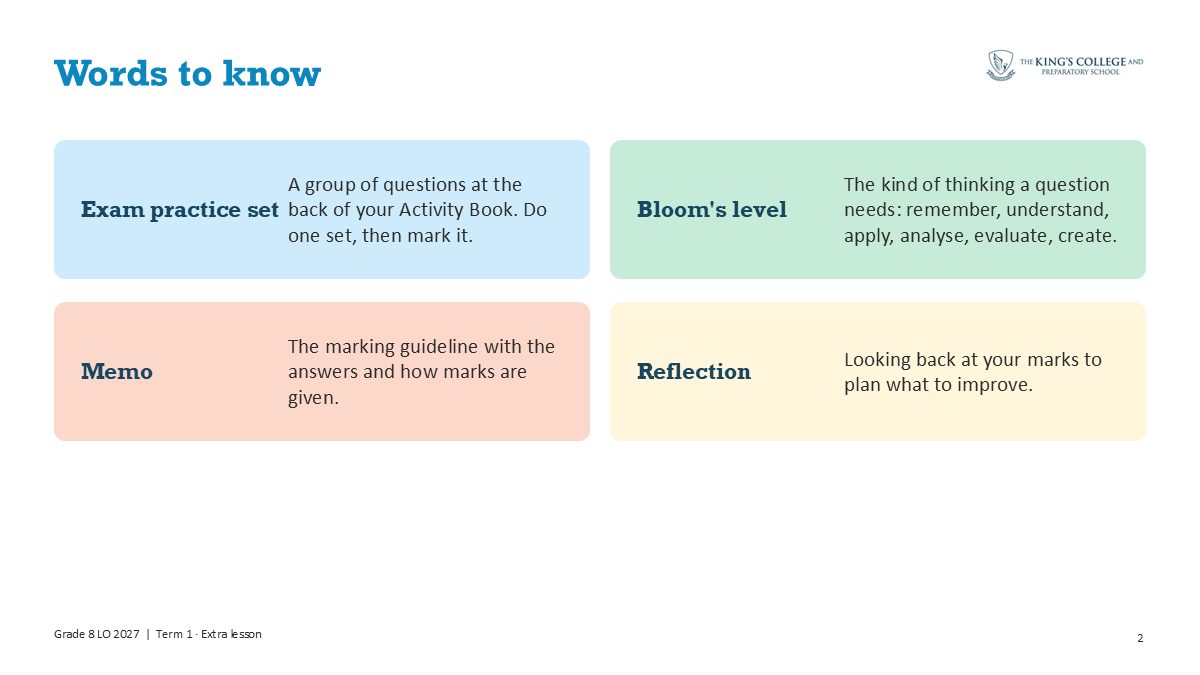 Words to know
THE KING'S COLLEGE AND
PREPARATORY SCHOOL
Exam practice set
A group of questions at the
back of your Activity Book. Do
one set, then mark it.
Bloom's level
The kind of thinking a question
needs: remember, understand,
apply, analyse, evaluate, create.
Memo
The marking guideline with the
answers and how marks are
given.
Reflection
Looking back at your marks to
plan what to improve.
Grade 8 LO 2027 | Term 1 · Extra lesson
2